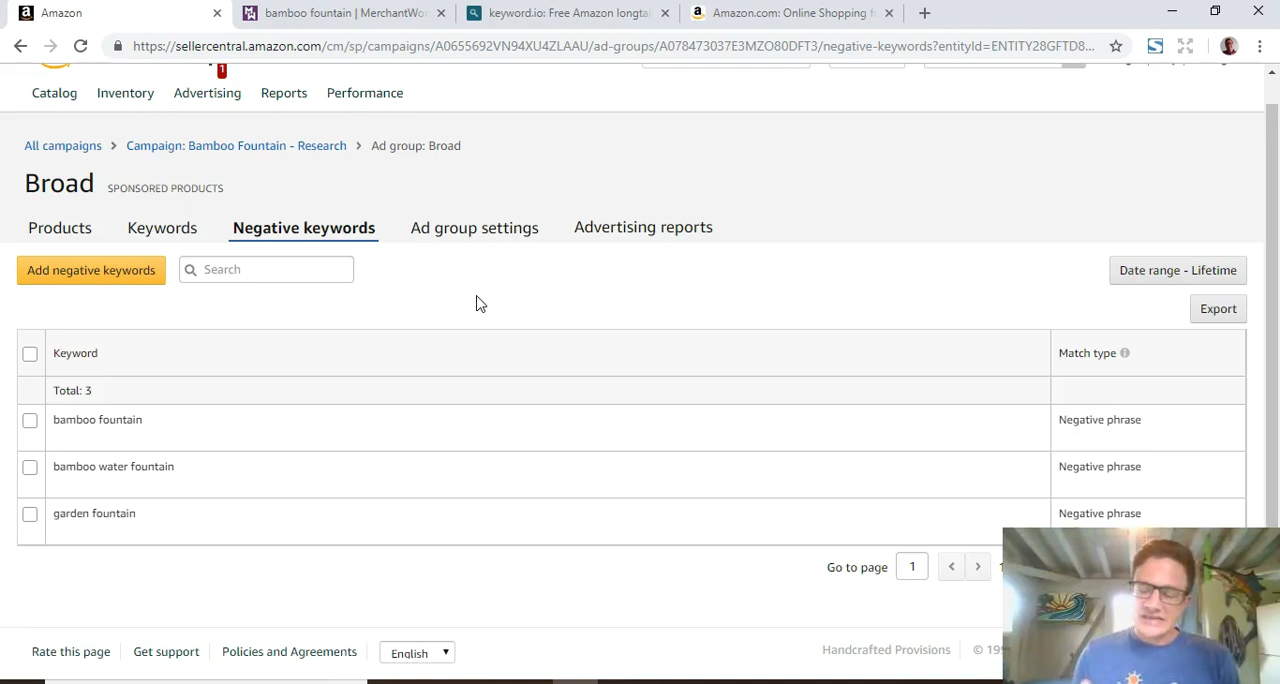 Amazon
bamboo fountain | MerchantWor
keyword.io: Free Amazon longtai
Amazon.com: Online Shopping f
https://sellercentral.amazon.com/cm/sp/campaigns/A0655692VN94XU4ZLAAU/ad-groups/A078473037E3MZO80DFT3/negative-keywords?entityId=ENTITY28GFTD8...
1
Catalog Inventory Advertising Reports Performance
All campaigns > Campaign: Bamboo Fountain - Research > Ad group: Broad
Broad SPONSORED PRODUCTS
Products Keywords Negative keywords Ad group settings Advertising reports
Add negative keywords Search Date range - Lifetime
Export
Keyword Match type
Total: 3
bamboo fountain Negative phrase
bamboo water fountain Negative phrase
garden fountain Negative phrase
Go to page 1
Rate this page Get support Policies and Agreements English Handcrafted Provisions © 19